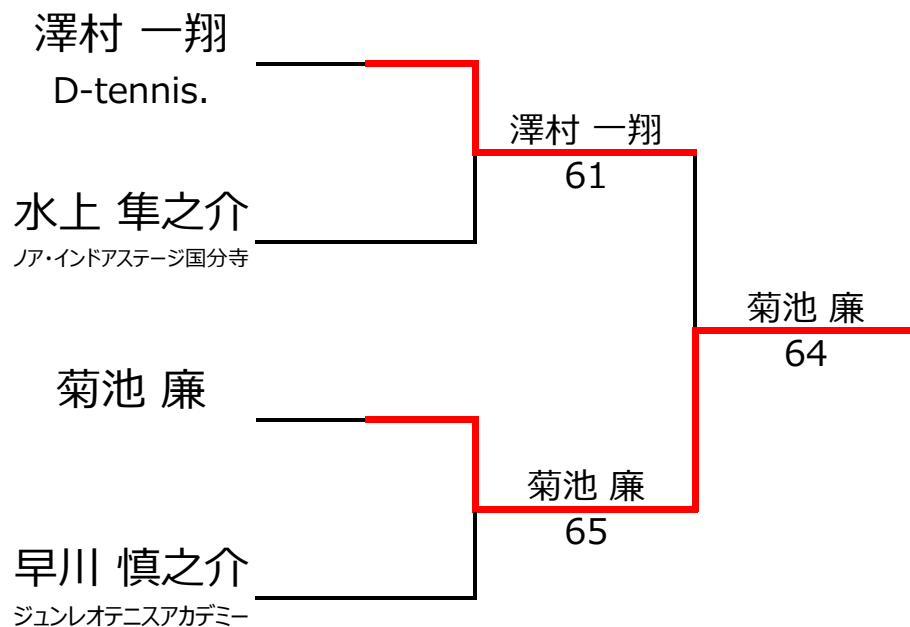 澤村 一翔
D-tennis.
水上 隼之介
ノア・インドアステージ国分寺
菊池 廉
早川 慎之介
ジュンレオテニスアカデミー
澤村 一翔
61
菊池 廉
65
菊池 廉
64